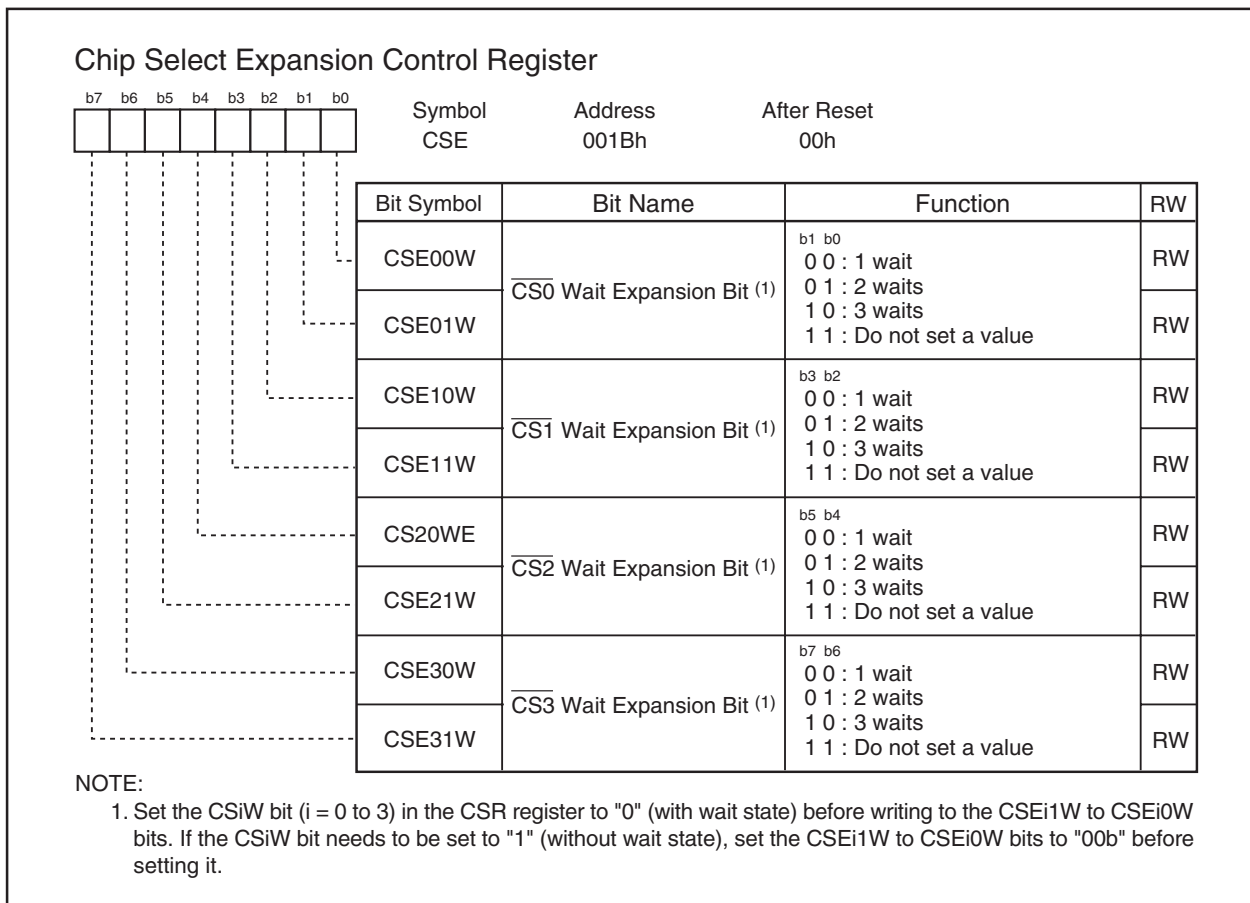 Chip Select Expansion Control Register
b7 b6 b5 b4 b3 b2 b1 b0
Symbol Address After Reset
CSE 001Bh 00h
Bit Symbol Bit Name Function RW
CSE00W CS0 Wait Expansion Bit (1) b1 b0 RW
0 0 : 1 wait
0 1 : 2 waits
1 0 : 3 waits
1 1 : Do not set a value
CSE01W RW
CSE10W CS1 Wait Expansion Bit (1) b3 b2 RW
0 0 : 1 wait
0 1 : 2 waits
1 0 : 3 waits
1 1 : Do not set a value
CSE11W RW
CS20WE CS2 Wait Expansion Bit (1) b5 b4 RW
0 0 : 1 wait
0 1 : 2 waits
1 0 : 3 waits
1 1 : Do not set a value
CSE21W RW
CSE30W CS3 Wait Expansion Bit (1) b7 b6 RW
0 0 : 1 wait
0 1 : 2 waits
1 0 : 3 waits
1 1 : Do not set a value
CSE31W RW
NOTE:
1. Set the CSiW bit (i = 0 to 3) in the CSR register to "0" (with wait state) before writing to the CSEi1W to CSEi0W
bits. If the CSiW bit needs to be set to "1" (without wait state), set the CSEi1W to CSEi0W bits to "00b" before
setting it.